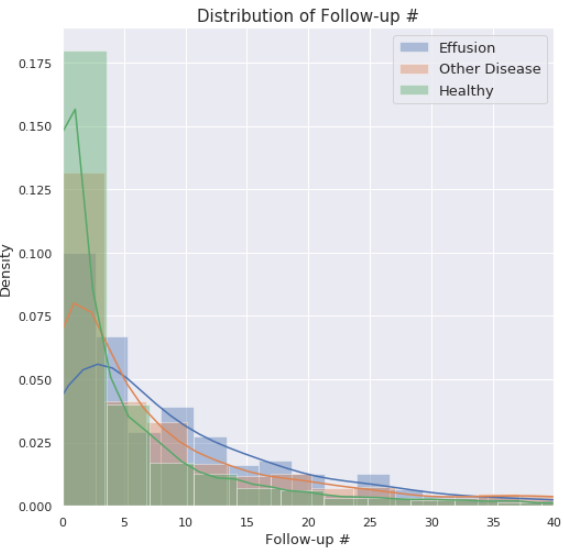 Distribution of Follow-up #
Effusion
Other Disease
Healthy
Density
0.175
0.150
0.125
0.100
0.075
0.050
0.025
0.000
0 5 10 15 20 25 30 35 40
Follow-up #